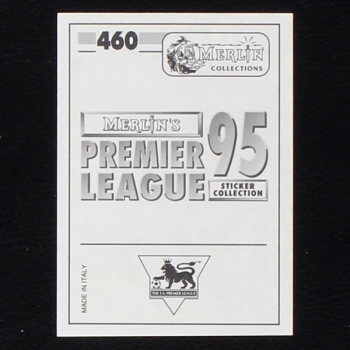 460
MERLIN
COLLECTIONS
MERLIN'S
PREMIER
LEAGUE
95
STICKER
COLLECTION
THE F.A. PREMIER LEAGUE
MADE IN ITALY